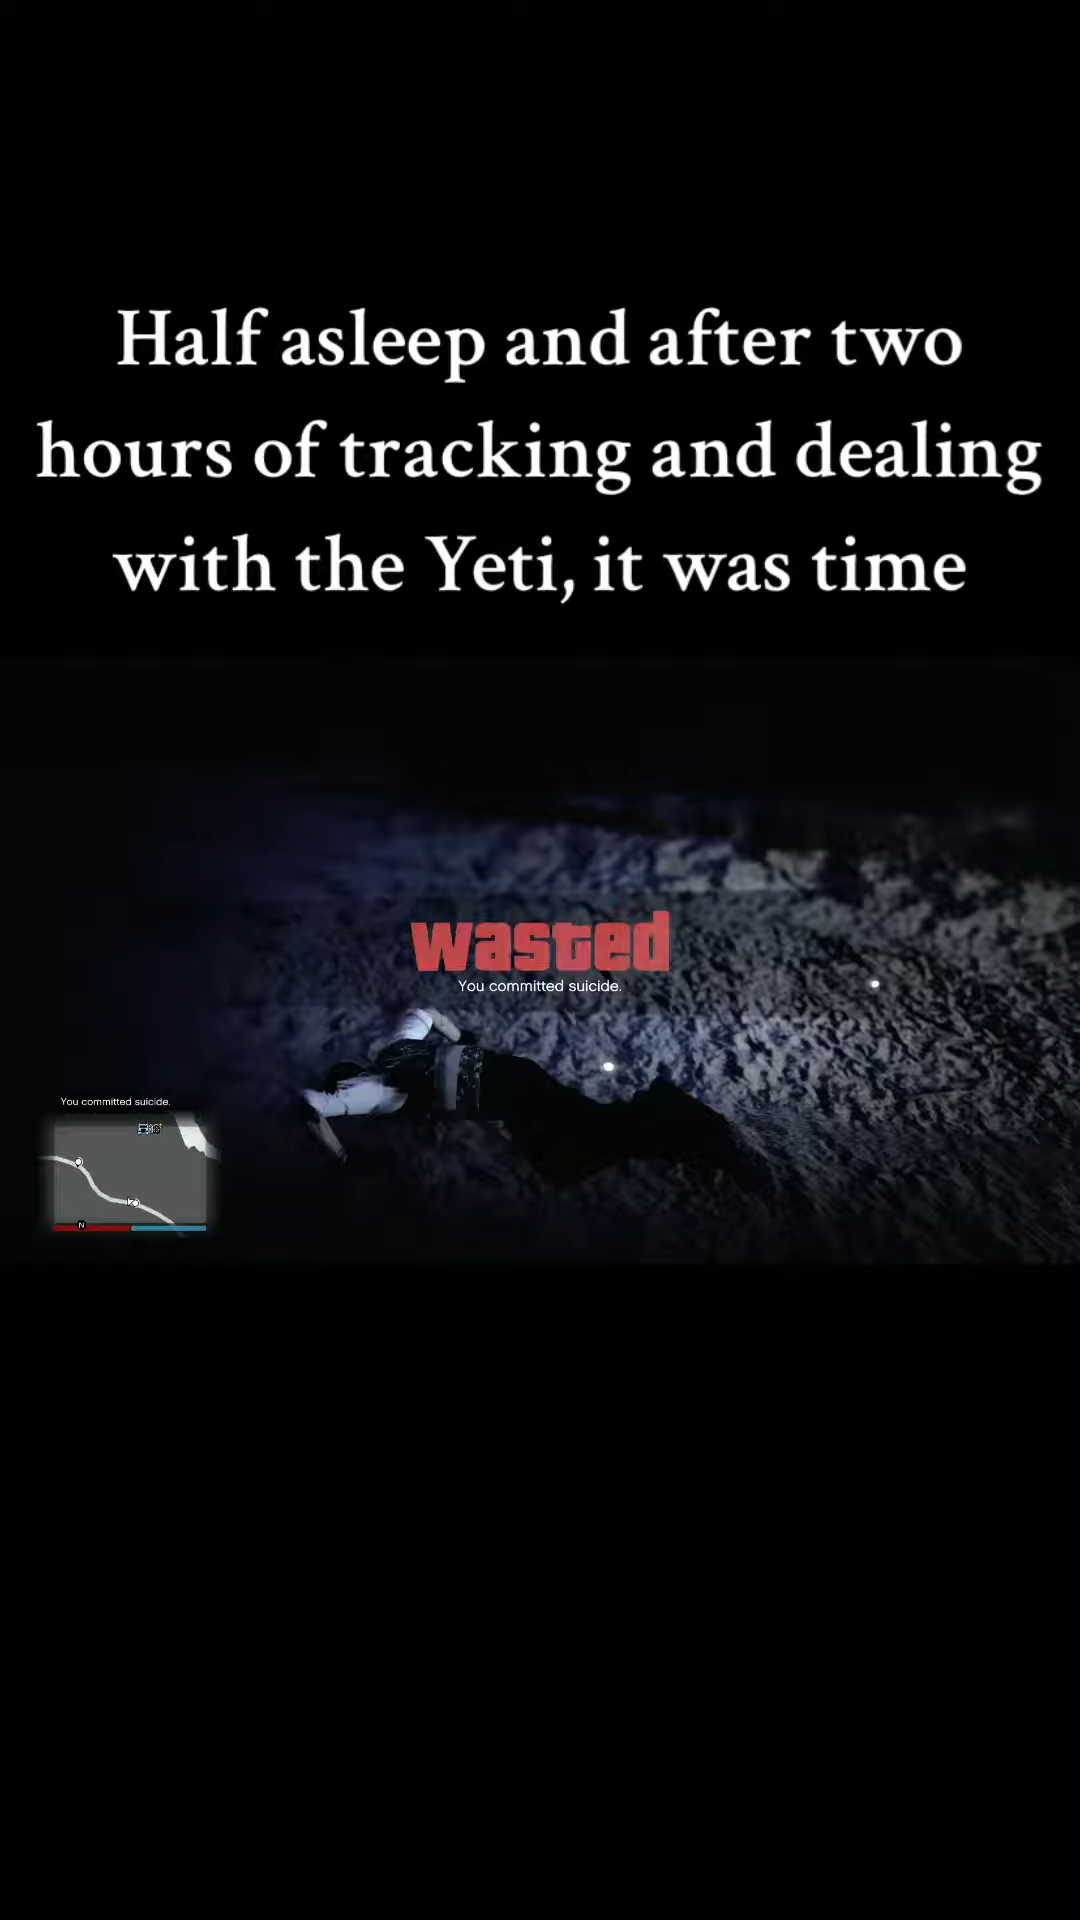 Half asleep and after two
hours of tracking and dealing
with the Yeti, it was time
wasted
You committed suicide.
You committed suicide.
N